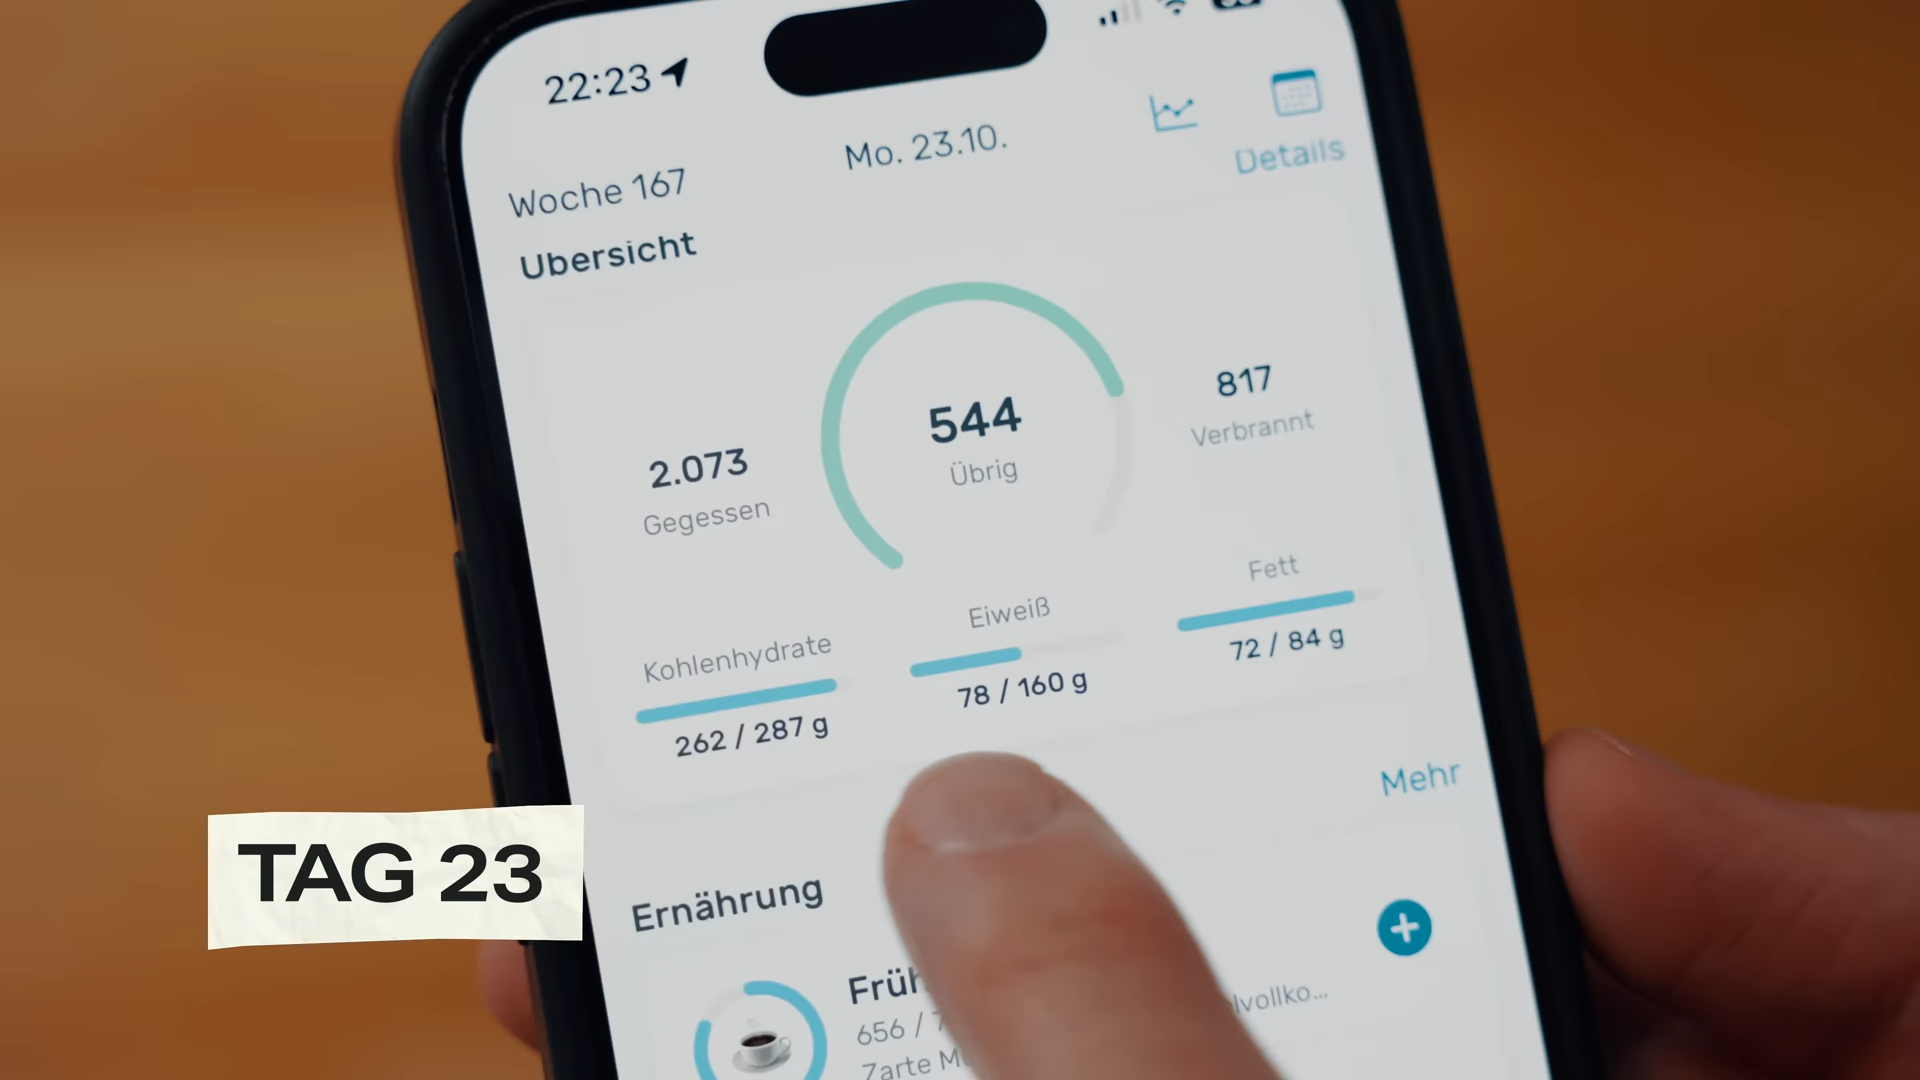 22:23
Mo. 23.10.
Details
Woche 167
Übersicht
544
Übrig
817
Verbrannt
2.073
Gegessen
Kohlenhydrate
262 / 287 g
Eiweiß
78 / 160 g
Fett
72 / 84 g
Mehr
TAG 23
Ernährung
656 /
Zarte